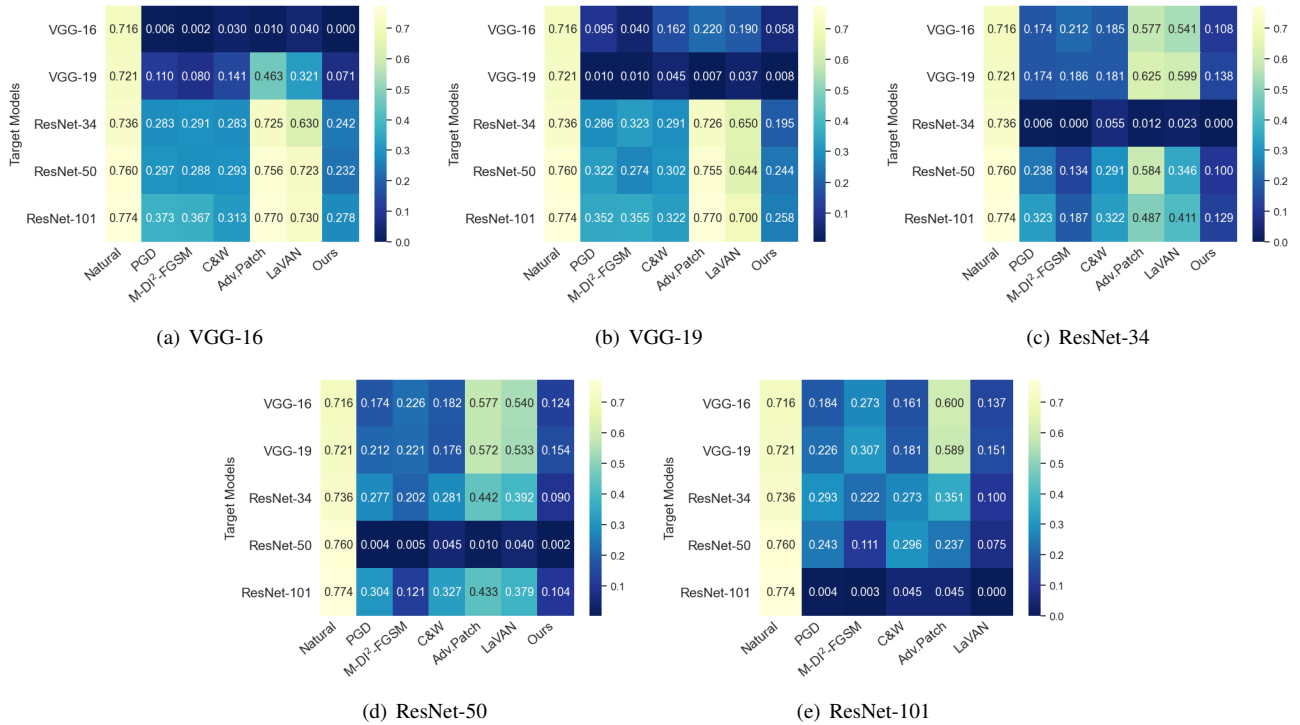 Target Models
VGG-16 0.716 0.006 0.002 0.030 0.010 0.040 0.000
VGG-19 0.721 0.110 0.080 0.141 0.463 0.321 0.071
ResNet-34 0.736 0.283 0.291 0.283 0.725 0.630 0.242
ResNet-50 0.760 0.297 0.288 0.293 0.756 0.723 0.232
ResNet-101 0.774 0.373 0.367 0.313 0.770 0.730 0.278
Natural PGD M-DI²-FGSM C&W Adv.Patch LaVAN Ours
0.7
0.6
0.5
0.4
0.3
0.2
0.1
0.0
(a) VGG-16
Target Models
VGG-16 0.716 0.095 0.040 0.162 0.220 0.190 0.058
VGG-19 0.721 0.010 0.010 0.045 0.007 0.037 0.008
ResNet-34 0.736 0.286 0.323 0.291 0.726 0.650 0.195
ResNet-50 0.760 0.322 0.274 0.302 0.755 0.644 0.244
ResNet-101 0.774 0.352 0.355 0.322 0.770 0.700 0.258
Natural PGD M-DI²-FGSM C&W Adv.Patch LaVAN Ours
0.7
0.6
0.5
0.4
0.3
0.2
0.1
(b) VGG-19
Target Models
VGG-16 0.716 0.174 0.212 0.185 0.577 0.541 0.108
VGG-19 0.721 0.174 0.186 0.181 0.625 0.599 0.138
ResNet-34 0.736 0.006 0.000 0.055 0.012 0.023 0.000
ResNet-50 0.760 0.238 0.134 0.291 0.584 0.346 0.100
ResNet-101 0.774 0.323 0.187 0.322 0.487 0.411 0.129
Natural PGD M-DI²-FGSM C&W Adv.Patch LaVAN Ours
0.7
0.6
0.5
0.4
0.3
0.2
0.1
0.0
(c) ResNet-34
Target Models
VGG-16 0.716 0.174 0.226 0.182 0.577 0.540 0.124
VGG-19 0.721 0.212 0.221 0.176 0.572 0.533 0.154
ResNet-34 0.736 0.277 0.202 0.281 0.442 0.392 0.090
ResNet-50 0.760 0.004 0.005 0.045 0.010 0.040 0.002
ResNet-101 0.774 0.304 0.121 0.327 0.433 0.379 0.104
Natural PGD M-DI²-FGSM C&W Adv.Patch LaVAN Ours
0.7
0.6
0.5
0.4
0.3
0.2
0.1
(d) ResNet-50
Target Models
VGG-16 0.716 0.184 0.273 0.161 0.600 0.137
VGG-19 0.721 0.226 0.307 0.181 0.589 0.151
ResNet-34 0.736 0.293 0.222 0.273 0.351 0.100
ResNet-50 0.760 0.243 0.111 0.296 0.237 0.075
ResNet-101 0.774 0.004 0.003 0.045 0.045 0.000
Natural PGD M-DI²-FGSM C&W Adv.Patch LaVAN
0.7
0.6
0.5
0.4
0.3
0.2
0.1
0.0
(e) ResNet-101